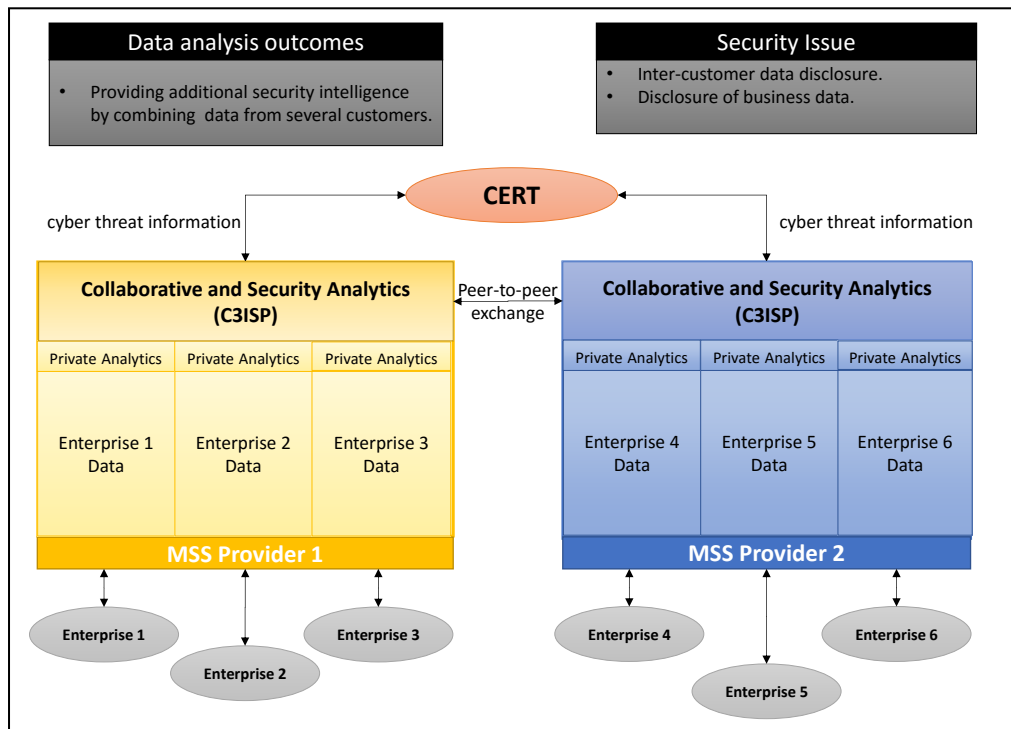 Data analysis outcomes
• Providing additional security intelligence
by combining data from several customers.
Security Issue
• Inter-customer data disclosure.
• Disclosure of business data.
CERT
cyber threat information
cyber threat information
Collaborative and Security Analytics
(C3ISP)
Peer-to-peer
exchange
Collaborative and Security Analytics
(C3ISP)
Private Analytics
Private Analytics
Private Analytics
Private Analytics
Private Analytics
Private Analytics
Enterprise 1
Data
Enterprise 2
Data
Enterprise 3
Data
Enterprise 4
Data
Enterprise 5
Data
Enterprise 6
Data
MSS Provider 1
MSS Provider 2
Enterprise 1
Enterprise 2
Enterprise 3
Enterprise 4
Enterprise 5
Enterprise 6